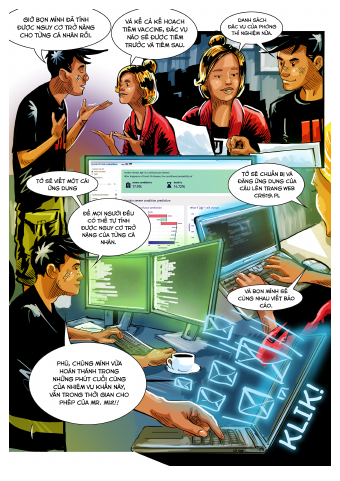 GIỜ BỌN MÌNH ĐÃ TÍNH
ĐƯỢC NGUY CƠ TRỞ NẶNG
CHO TỪNG CÁ NHÂN RỒI.
VÀ KỂ CẢ KẾ HOẠCH
TIÊM VACCINE, ĐẶC VỤ
NÀO SẼ ĐƯỢC TIÊM
TRƯỚC VÀ TIÊM SAU.
DANH SÁCH
ĐẶC VỤ CỦA PHÒNG
THÍ NGHIỆM NỮA.
TỚ SẼ VIẾT MỘT CÁI
ỨNG DỤNG
ĐỂ MỌI NGƯỜI ĐỀU
CÓ THỂ TỰ TÍNH
ĐƯỢC NGUY CƠ TRỞ
NẶNG CỦA TỪNG CÁ
NHÂN.
TỚ SẼ CHUẨN BỊ VÀ
ĐĂNG ỨNG DỤNG CỦA
CẬU LÊN TRANG WEB
CRS19.PL
VÀ BỌN MÌNH SẼ
CÙNG NHAU VIẾT BÁO
CÁO.
PHÙ, CHÚNG MÌNH VỪA
HOÀN THÀNH TRONG
NHỮNG PHÚT CUỐI CÙNG
CỦA NHIỆM VỤ KHẨN NÀY,
VẪN TRONG THỜI GIAN CHO
PHÉP CỦA MR. MI2!!
KLIK!